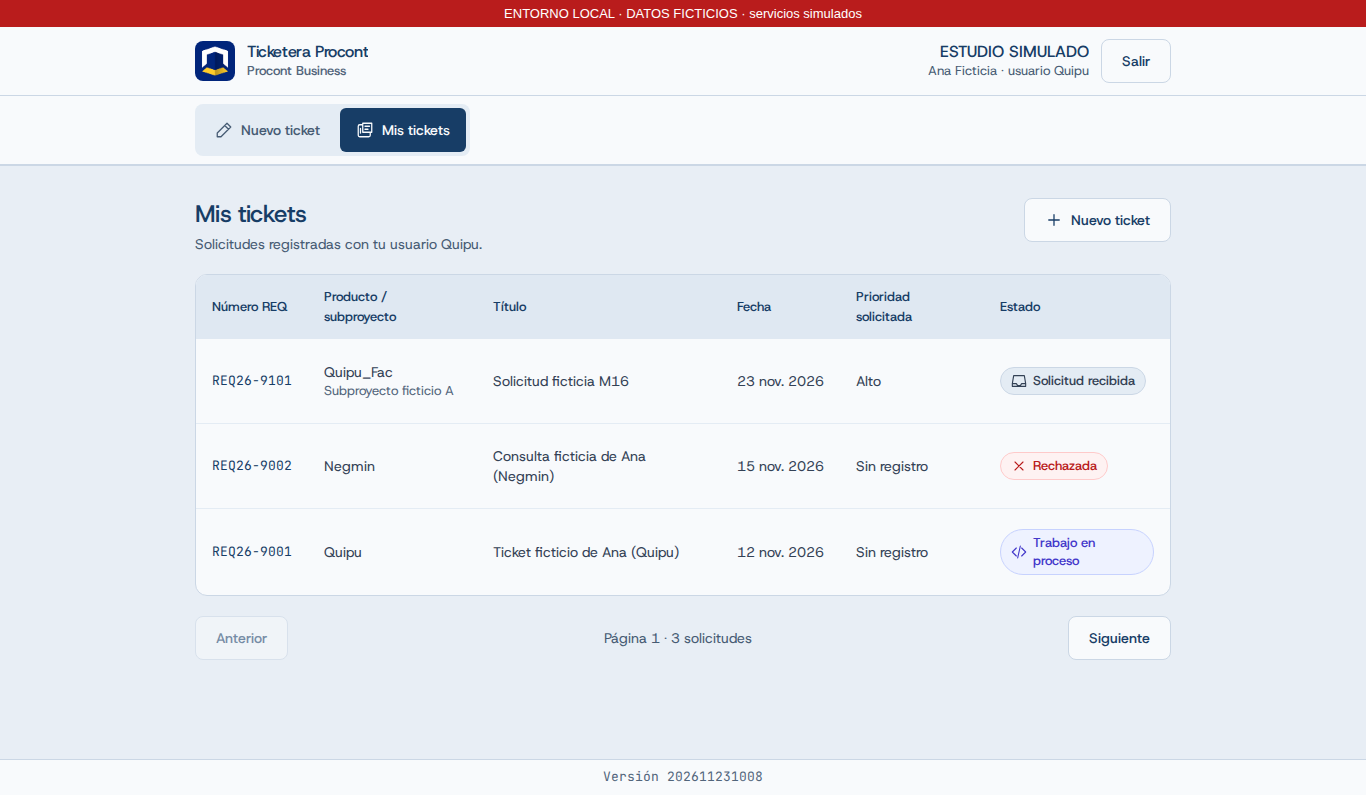 ENTORNO LOCAL · DATOS FICTICIOS · servicios simulados
Ticketera Procont
Procont Business
ESTUDIO SIMULADO
Ana Ficticia · usuario Quipu
Salir
Nuevo ticket
Mis tickets
Mis tickets
Solicitudes registradas con tu usuario Quipu.
Nuevo ticket
Número REQ
Producto /
subproyecto
Título
Fecha
Prioridad
solicitada
Estado
REQ26-9101
Quipu_Fac
Subproyecto ficticio A
Solicitud ficticia M16
23 nov. 2026
Alto
Solicitud recibida
REQ26-9002
Negmin
Consulta ficticia de Ana
(Negmin)
15 nov. 2026
Sin registro
Rechazada
REQ26-9001
Quipu
Ticket ficticio de Ana (Quipu)
12 nov. 2026
Sin registro
Trabajo en
proceso
Anterior
Página 1 · 3 solicitudes
Siguiente
Versión 202611231008